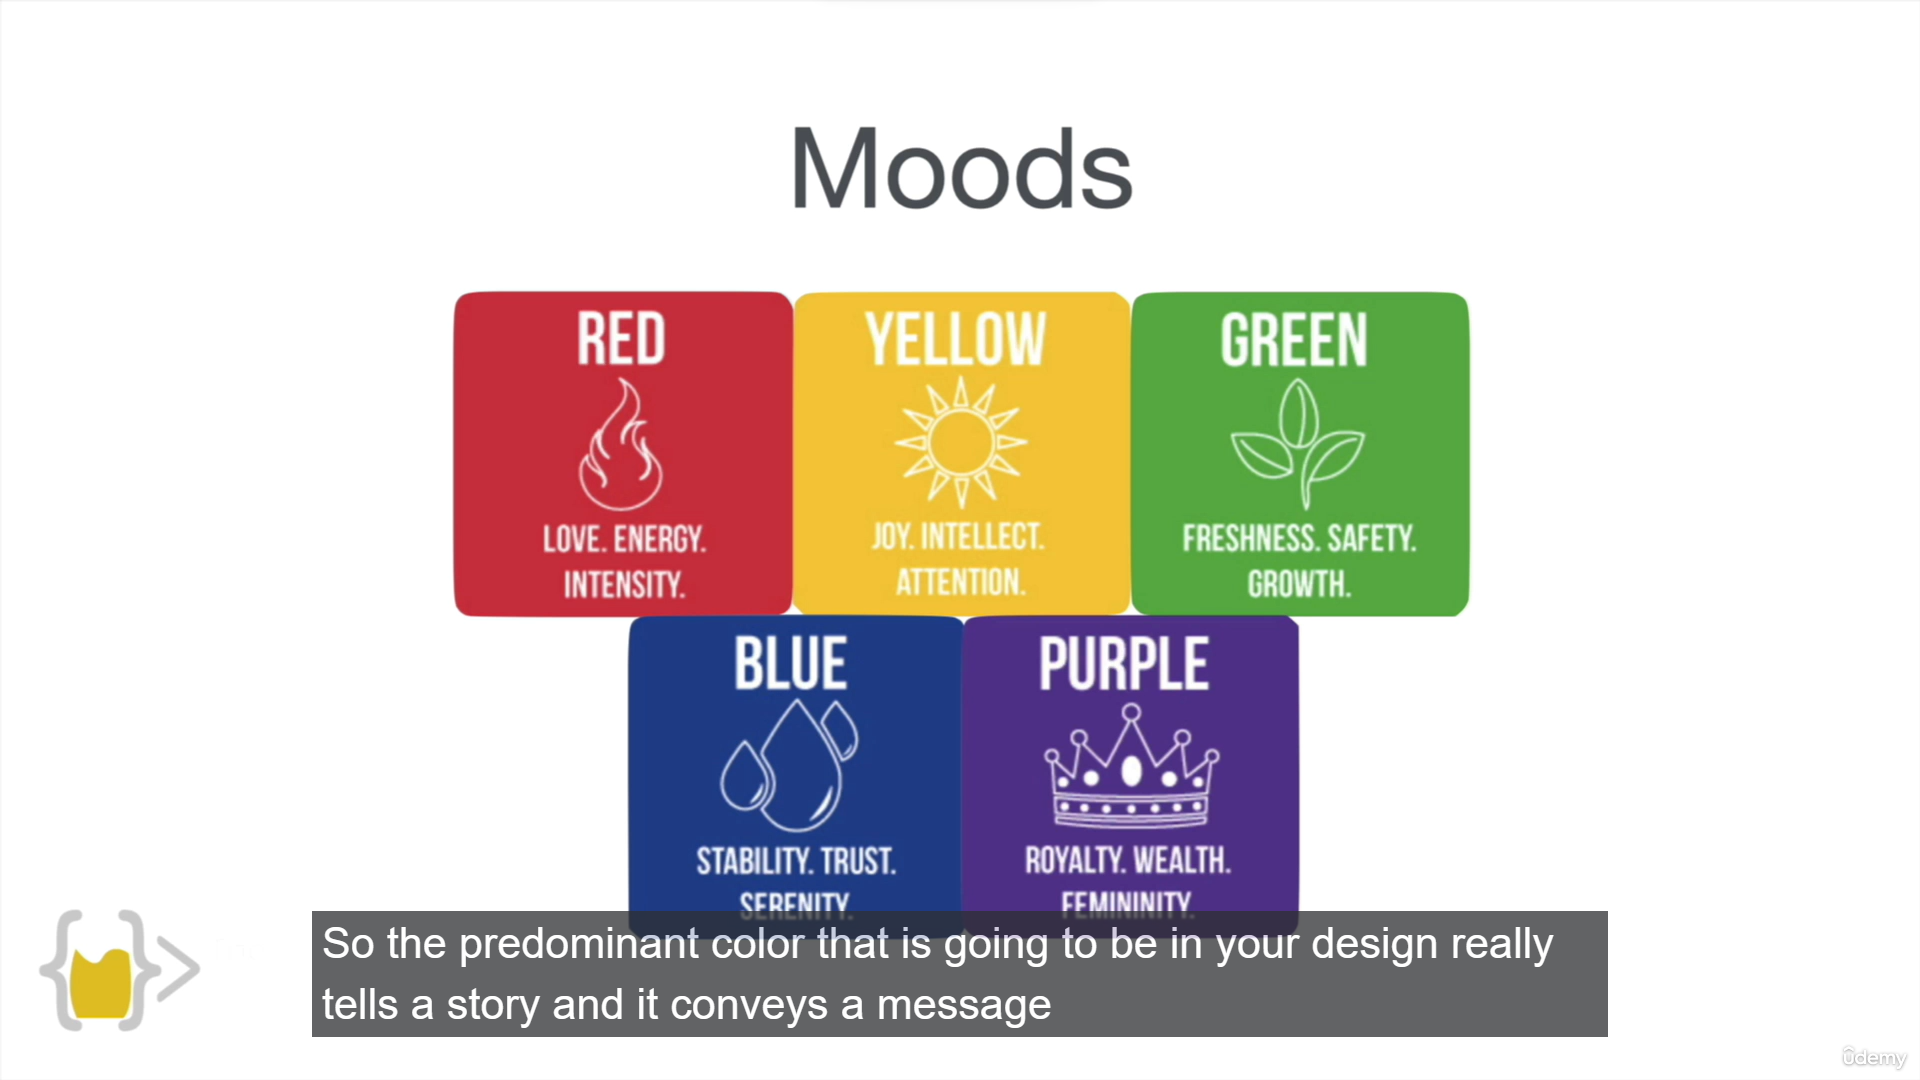 Moods
RED
LOVE. ENERGY.
INTENSITY.
YELLOW
JOY. INTELLECT.
ATTENTION.
GREEN
FRESHNESS. SAFETY.
GROWTH.
BLUE
STABILITY. TRUST.
SERENITY.
PURPLE
ROYALTY. WEALTH.
FEMININITY.
So the predominant color that is going to be in your design really
tells a story and it conveys a message
udemy